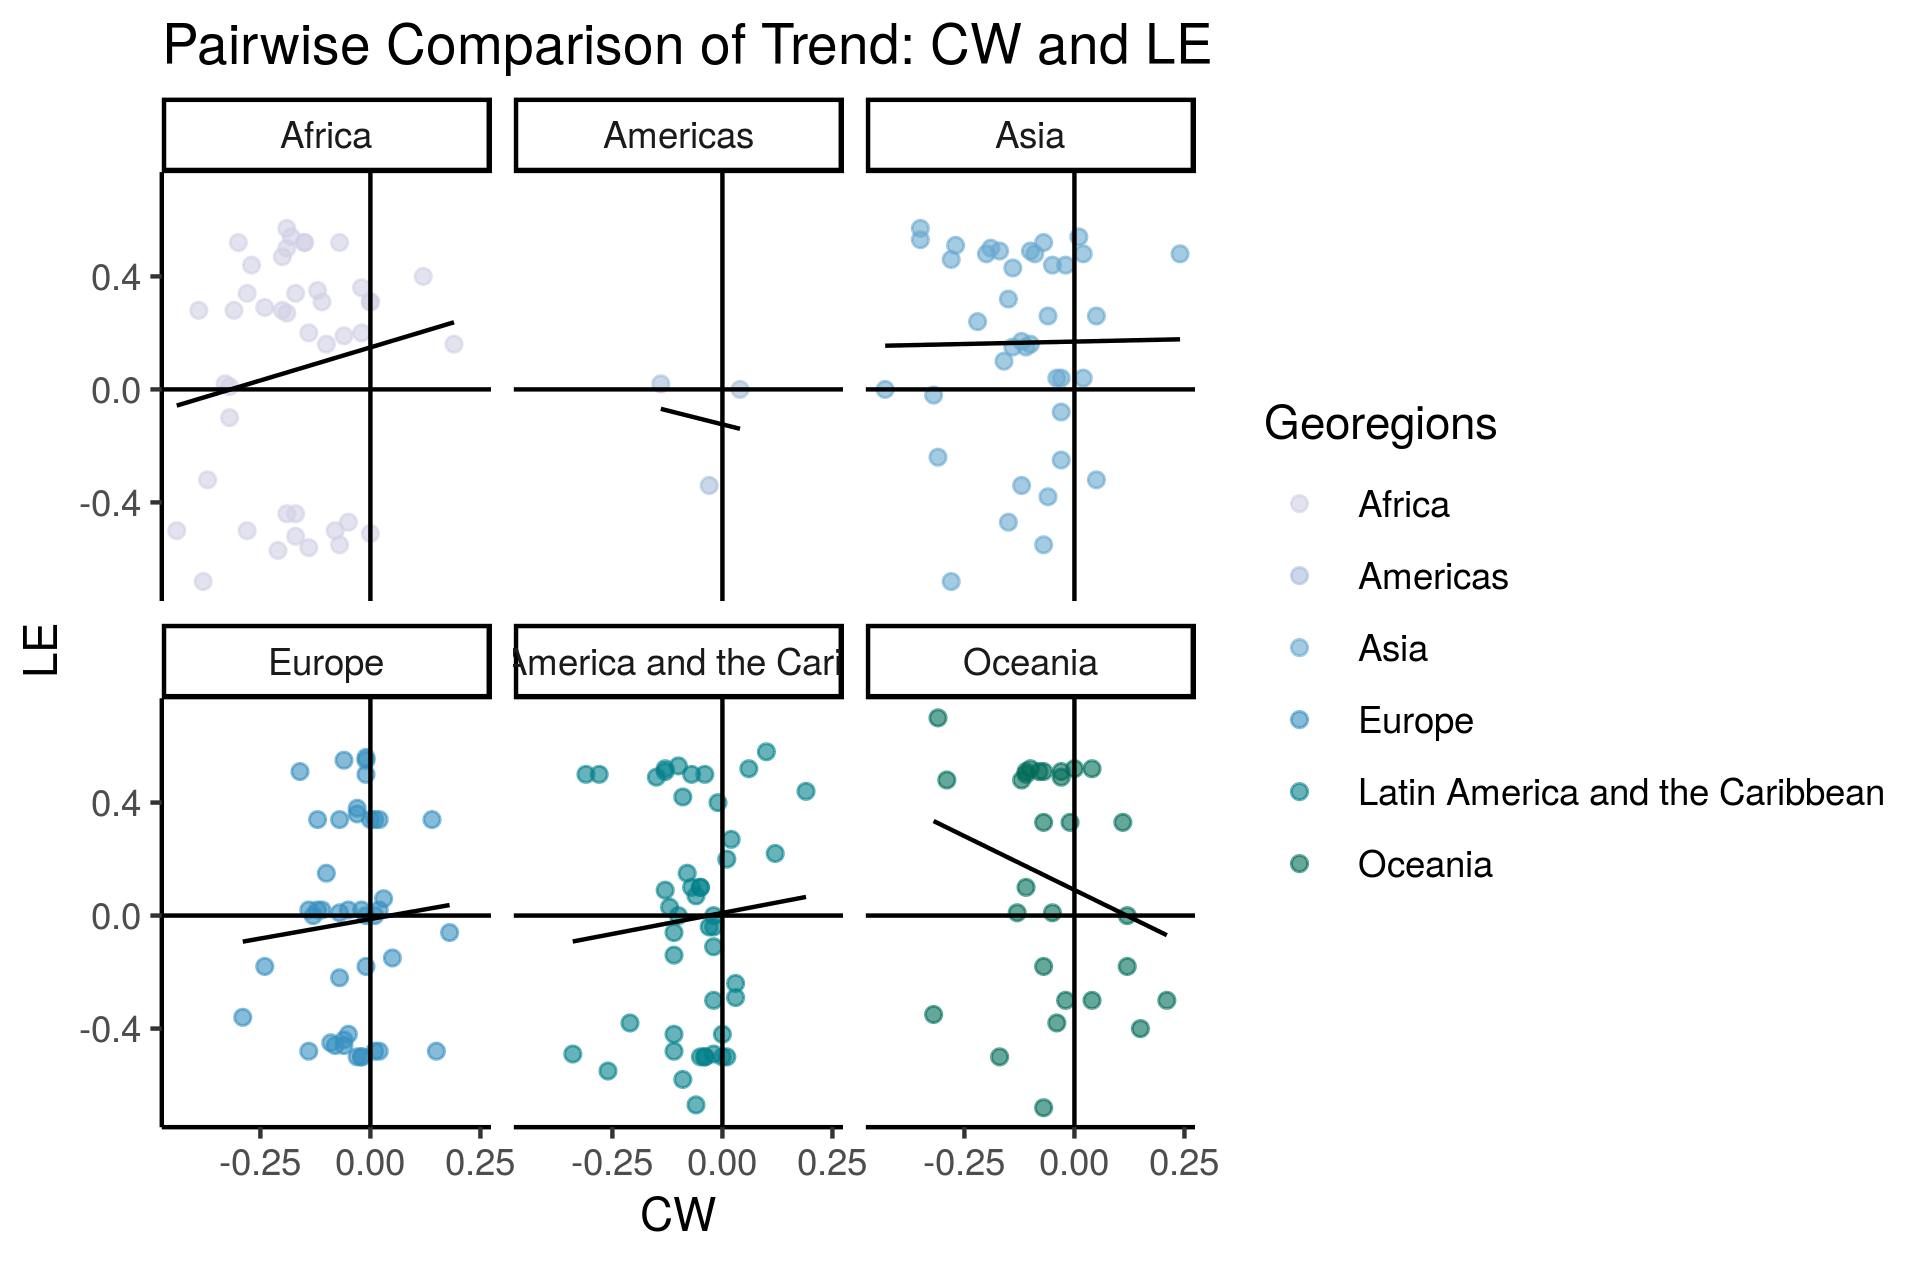 Pairwise Comparison of Trend: CW and LE
Africa
Americas
Asia
0.4
0.0
-0.4
LE
Europe
America and the Cari
Oceania
0.4
0.0
-0.4
-0.25 0.00 0.25
-0.25 0.00 0.25
-0.25 0.00 0.25
CW
Georegions
Africa
Americas
Asia
Europe
Latin America and the Caribbean
Oceania